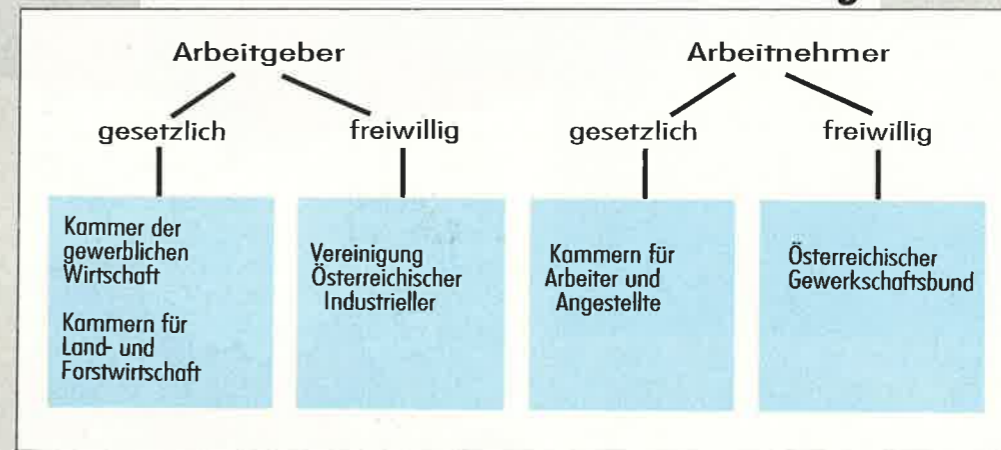 Arbeitgeber
gesetzlich
freiwillig
Kammer der
gewerblichen
Wirtschaft
Kammern für
Land- und
Forstwirtschaft
Vereinigung
Österreichischer
Industrieller
Arbeitnehmer
gesetzlich
freiwillig
Kammern für
Arbeiter und
Angestellte
Österreichischer
Gewerkschaftsbund